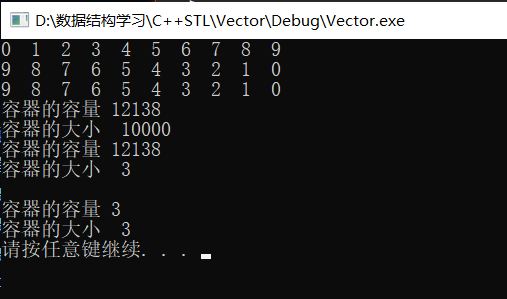 D:\数据结构学习\C++STL\Vector\Debug\Vector.exe
0 1 2 3 4 5 6 7 8 9
9 8 7 6 5 4 3 2 1 0
9 8 7 6 5 4 3 2 1 0
容器的容量 12138
容器的大小 10000
容器的容量 12138
容器的大小 3
容器的容量 3
容器的大小 3
请按任意键继续. . .